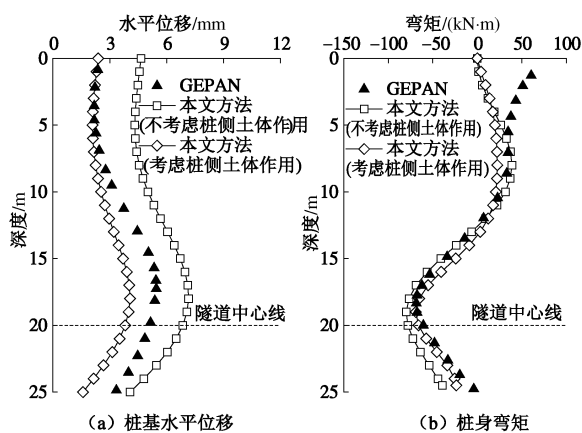 水平位移/mm
0 3 6 9 12
0
5
10
15
20
25
深度/m
GEPAN
本文方法
(不考虑桩侧土体作用
本文方法
(考虑桩侧土体作用)
隧道中心线
(a)桩基水平位移
弯矩/(kN·m)
-150 -100 -50 0 50 100
0
5
10
15
20
25
深度/m
GEPAN
本文方法
(不考虑桩侧土体作用)
本文方法
(考虑桩侧土体作用)
隧道中心线
(b)桩身弯矩